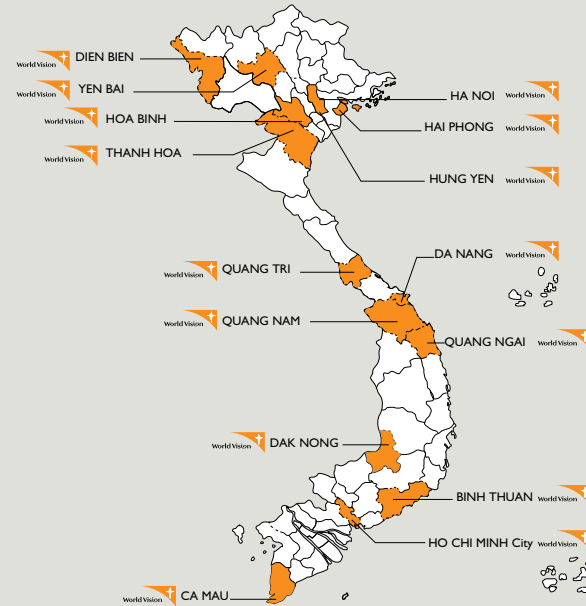 World Vision DIEN BIEN
World Vision YEN BAI
World Vision HOA BINH
World Vision THANH HOA
HA NOI World Vision
HAI PHONG World Vision
HUNG YEN World Vision
DA NANG World Vision
World Vision QUANG TRI
World Vision QUANG NAM
QUANG NGAI World Vision
World Vision DAK NONG
BINH THUAN World Vision
HO CHI MINH City World Vision
World Vision CA MAU